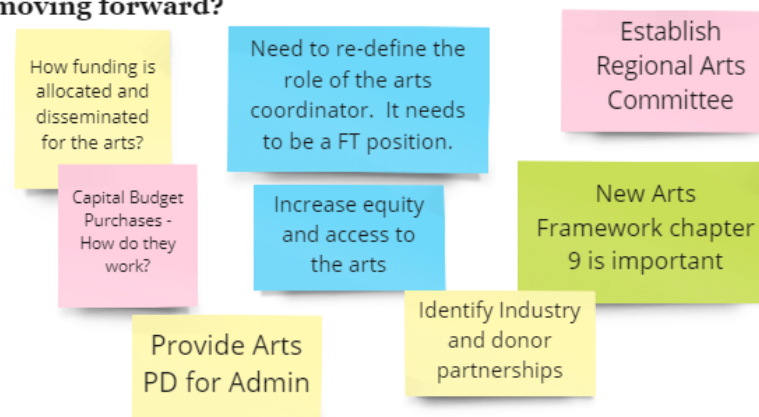 moving forward?
How funding is
allocated and
disseminated
for the arts?
Need to re-define the
role of the arts
coordinator. It needs
to be a FT position.
Establish
Regional Arts
Committee
Capital Budget
Purchases -
How do they
work?
Increase equity
and access to
the arts
New Arts
Framework chapter
9 is important
Provide Arts
PD for Admin
Identify Industry
and donor
partnerships